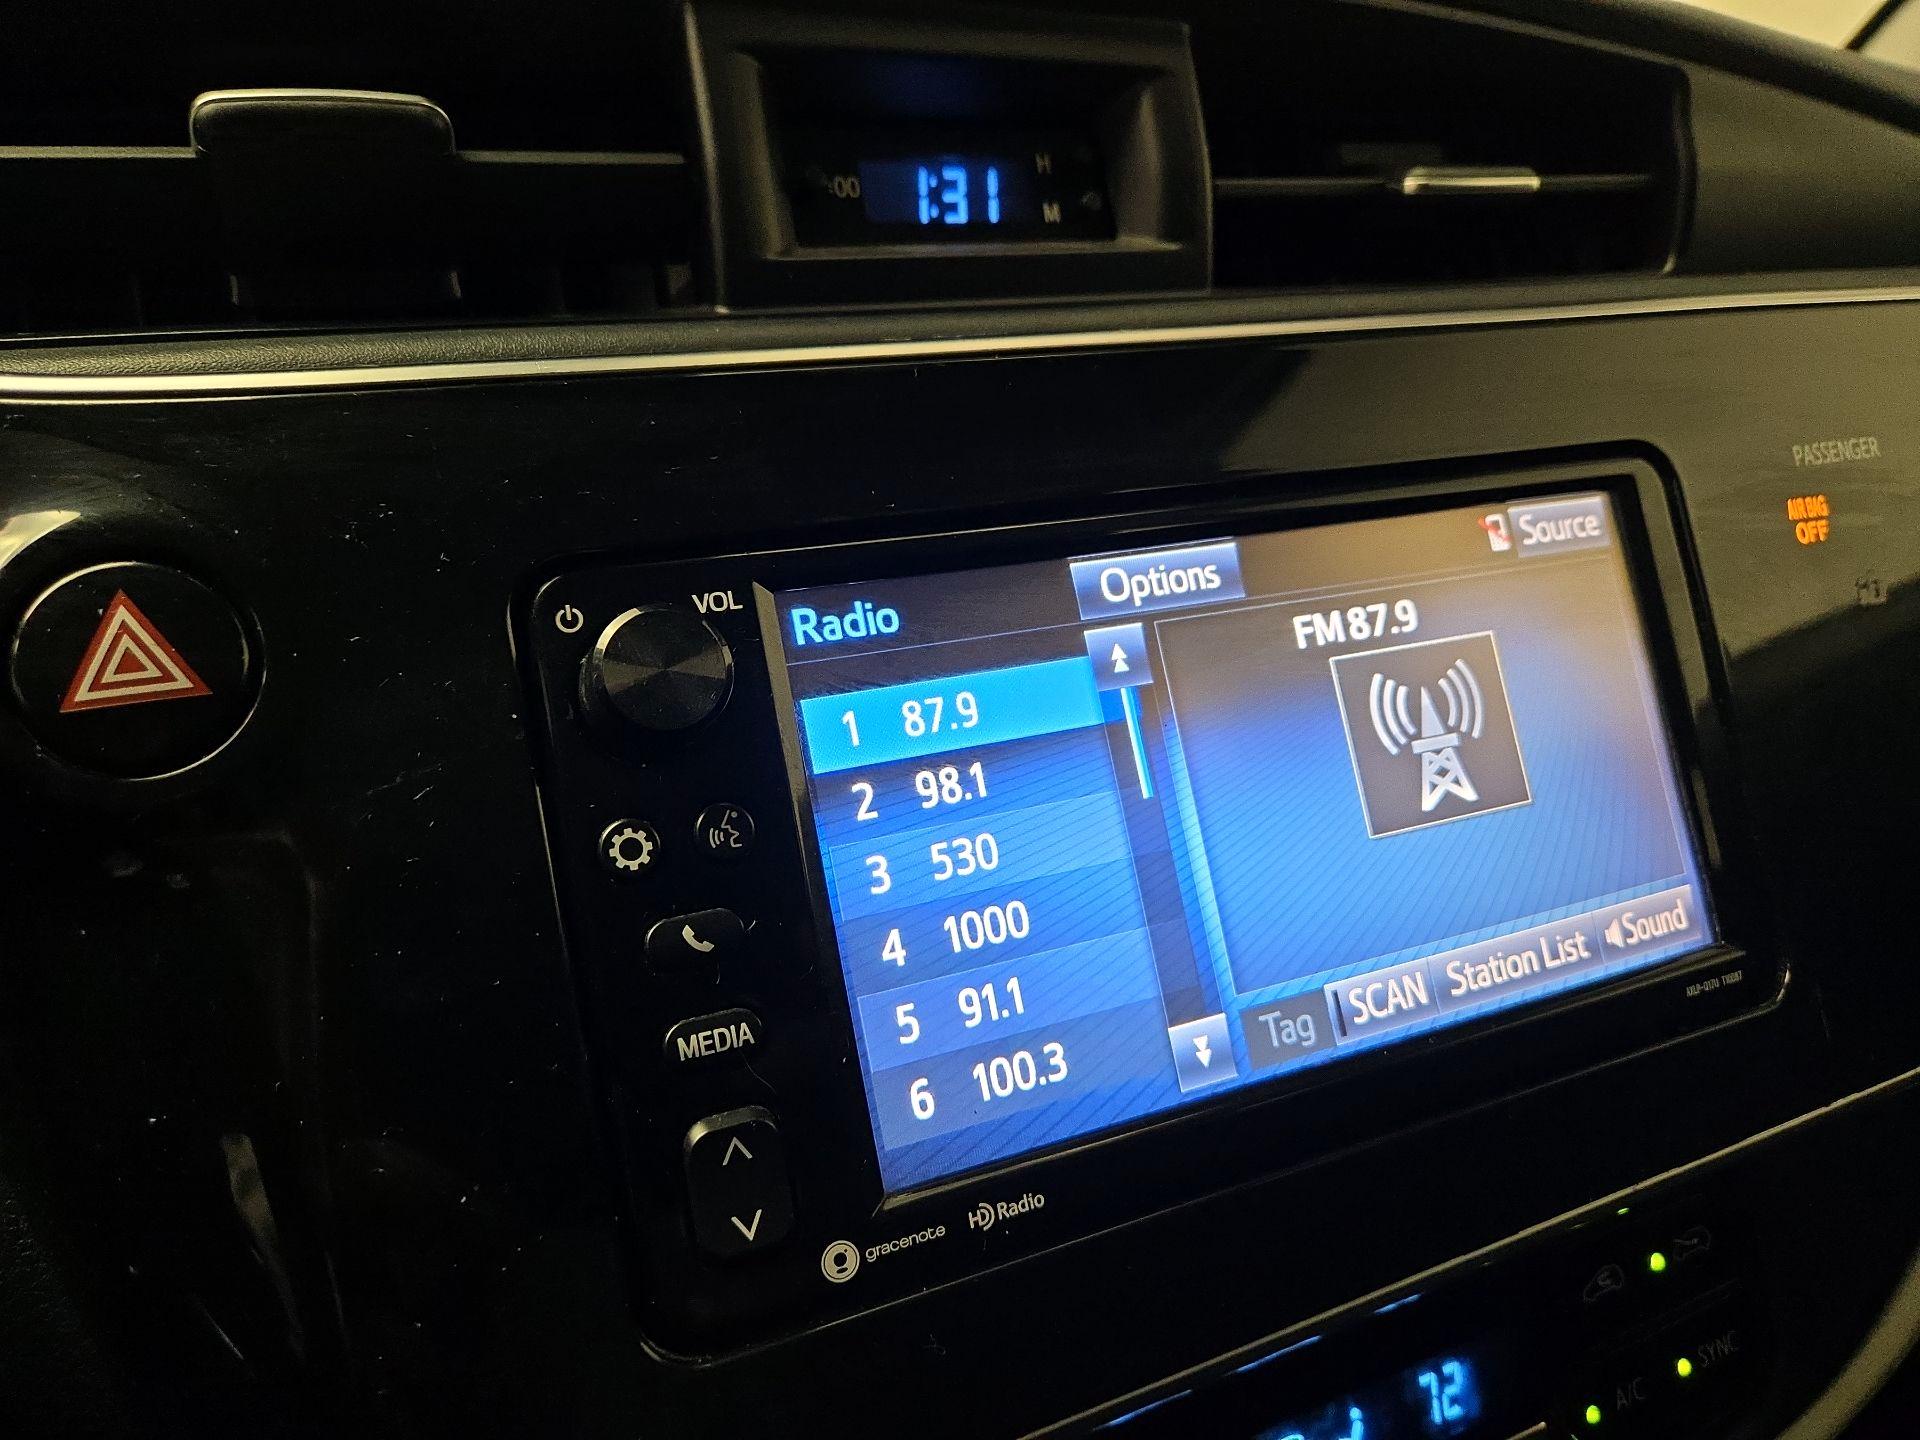 :00
1:31
H
M
PASSENGER
AIR BAG
OFF
VOL
Radio
Options
Source
FM 87.9
1 87.9
2 98.1
3 530
4 1000
5 91.1
6 100.3
MEDIA
Tag
SCAN
Station List
Sound
gracenote
HD Radio
72
A/C
SYNC